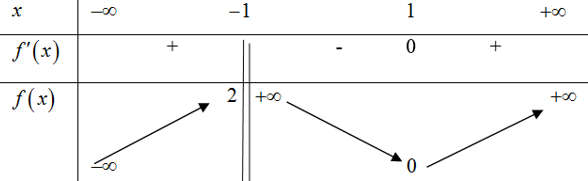 x −∞ −1 1 +∞
f'(x) + - 0 +
f(x) 2 +∞ +∞
−∞ 0